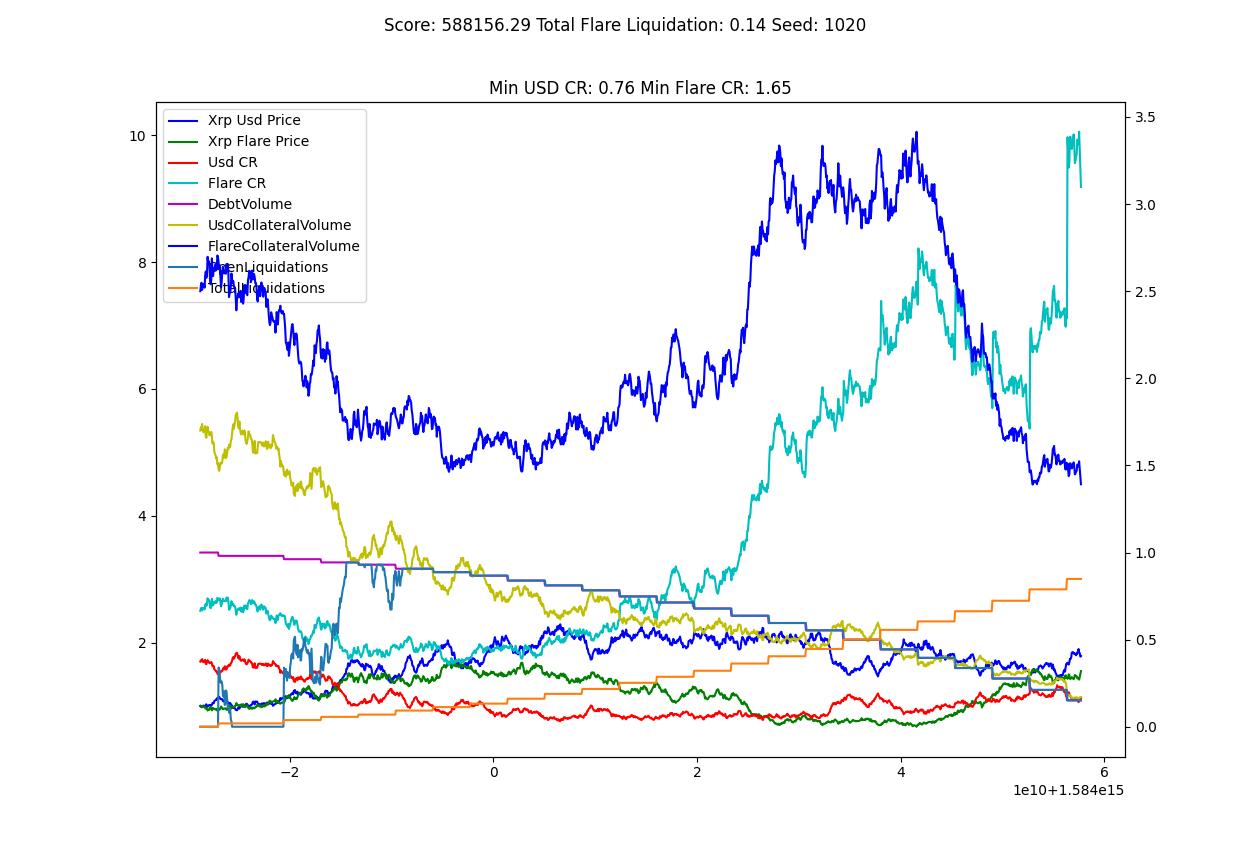 Score: 588156.29 Total Flare Liquidation: 0.14 Seed: 1020
Min USD CR: 0.76 Min Flare CR: 1.65
Xrp Usd Price
Xrp Flare Price
Usd CR
Flare CR
DebtVolume
UsdCollateralVolume
FlareCollateralVolume
OpenLiquidations
TotalLiquidations
10
8
6
4
2
3.5
3.0
2.5
2.0
1.5
1.0
0.5
0.0
−2
0
2
4
6
1e10+1.584e15